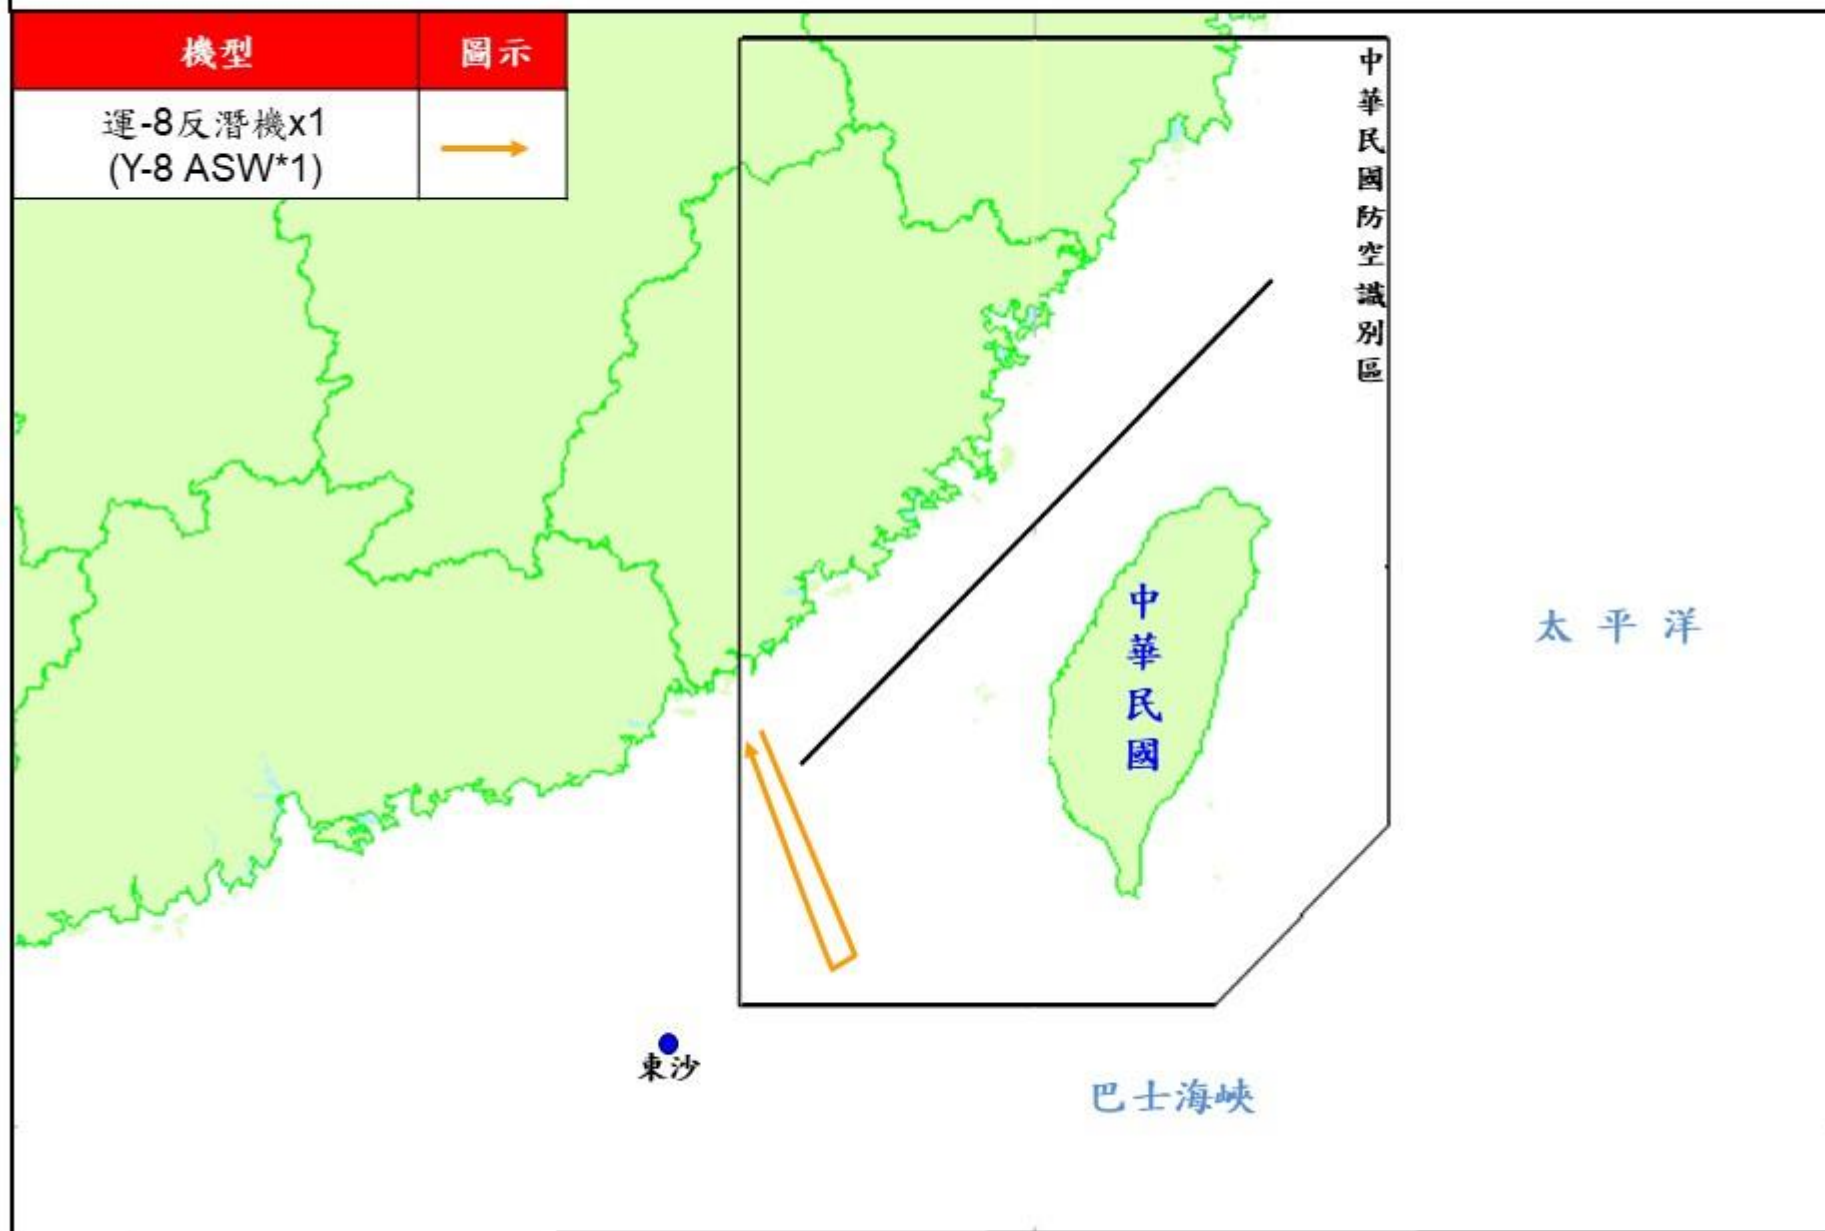 機型
圖示
運-8反潛機x1
(Y-8 ASW*1)
中華民國防空識別區
中華民國
太平洋
東沙
巴士海峽